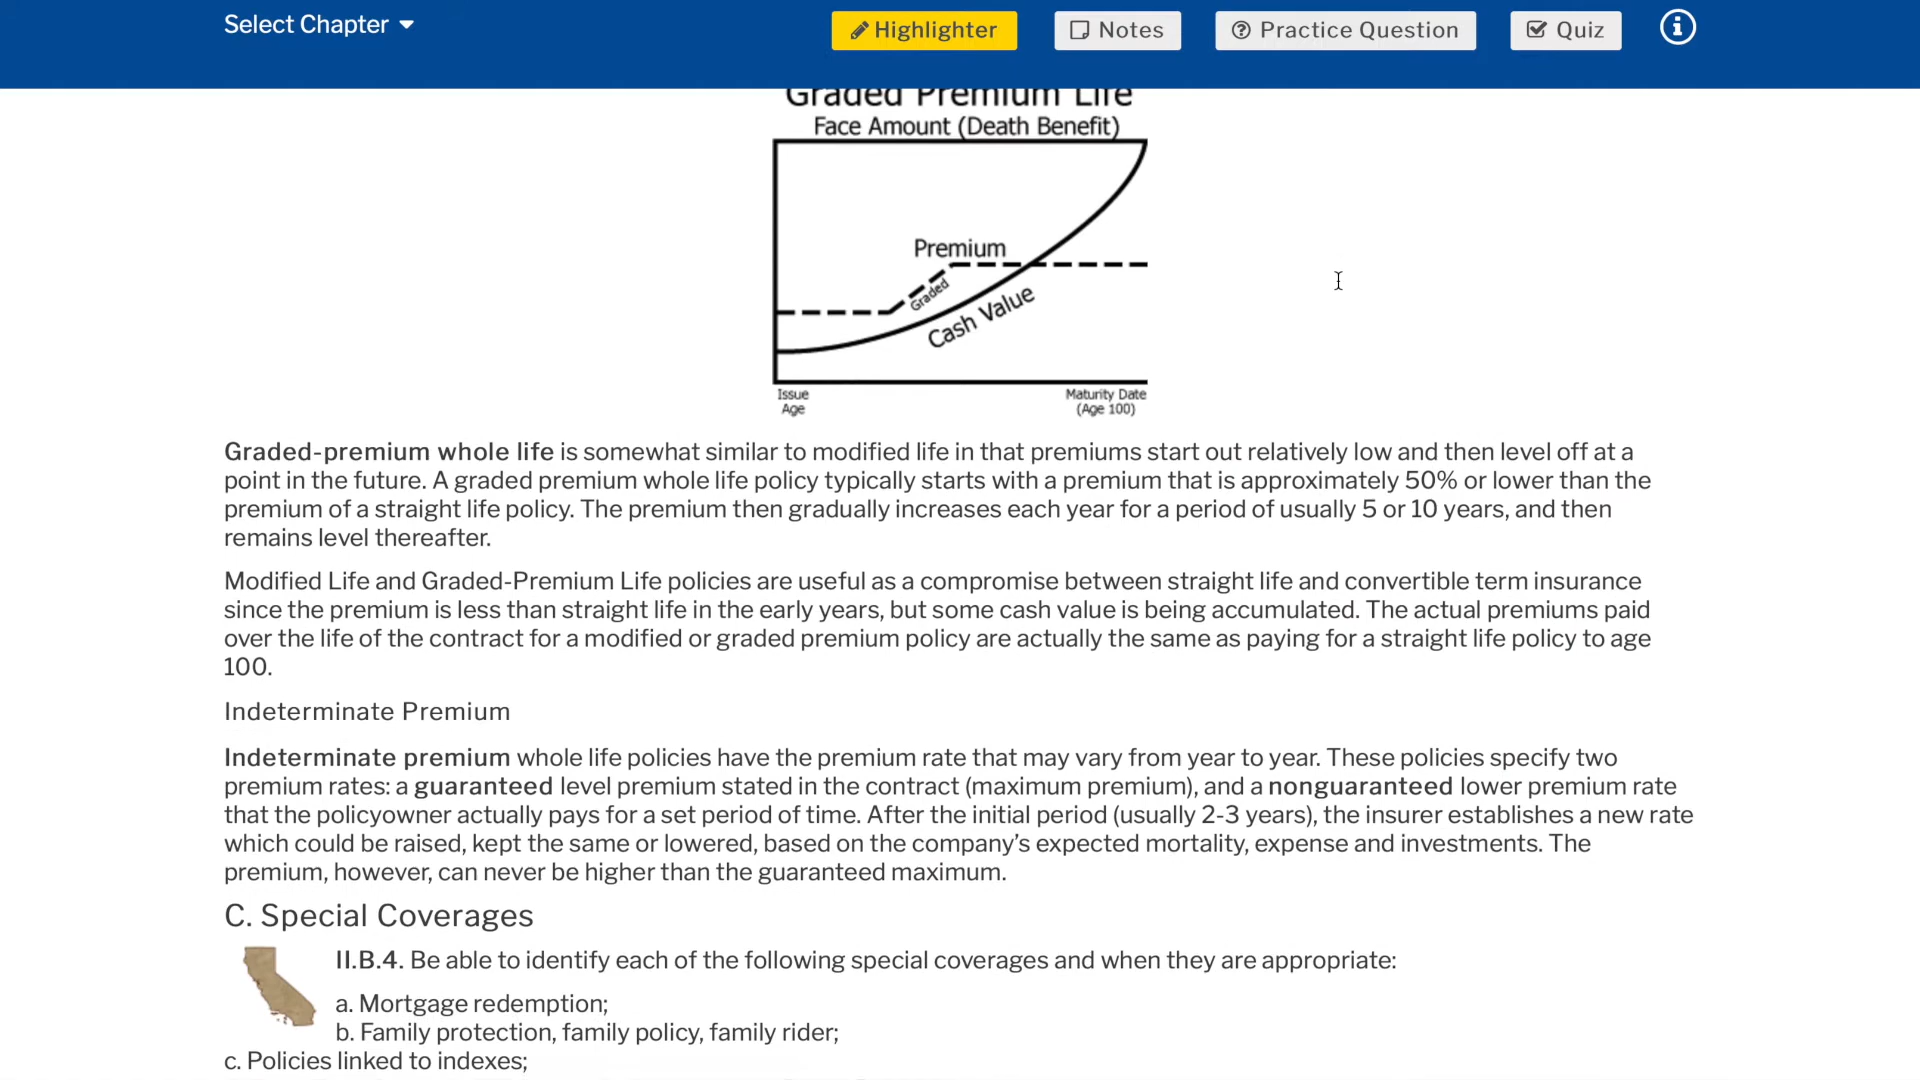 Select Chapter
Highlighter
Notes
Practice Question
Quiz
Graded Premium Life
Face Amount (Death Benefit)
Premium
Graded
Cash Value
Issue
Age
Maturity Date
(Age 100)
Graded-premium whole life is somewhat similar to modified life in that premiums start out relatively low and then level off at a
point in the future. A graded premium whole life policy typically starts with a premium that is approximately 50% or lower than the
premium of a straight life policy. The premium then gradually increases each year for a period of usually 5 or 10 years, and then
remains level thereafter.
Modified Life and Graded-Premium Life policies are useful as a compromise between straight life and convertible term insurance
since the premium is less than straight life in the early years, but some cash value is being accumulated. The actual premiums paid
over the life of the contract for a modified or graded premium policy are actually the same as paying for a straight life policy to age
100.
Indeterminate Premium
Indeterminate premium whole life policies have the premium rate that may vary from year to year. These policies specify two
premium rates: a guaranteed level premium stated in the contract (maximum premium), and a nonguaranteed lower premium rate
that the policyowner actually pays for a set period of time. After the initial period (usually 2-3 years), the insurer establishes a new rate
which could be raised, kept the same or lowered, based on the company’s expected mortality, expense and investments. The
premium, however, can never be higher than the guaranteed maximum.
C. Special Coverages
II.B.4. Be able to identify each of the following special coverages and when they are appropriate:
a. Mortgage redemption;
b. Family protection, family policy, family rider;
c. Policies linked to indexes;